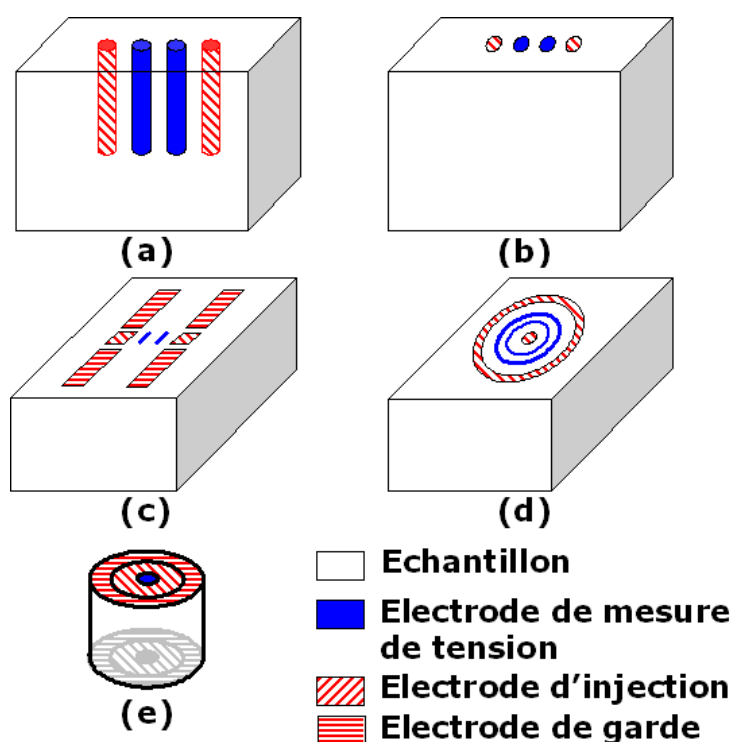 (a)
(b)
(c)
(d)
(e)
Echantillon
Electrode de mesure
de tension
Electrode d’injection
Electrode de garde